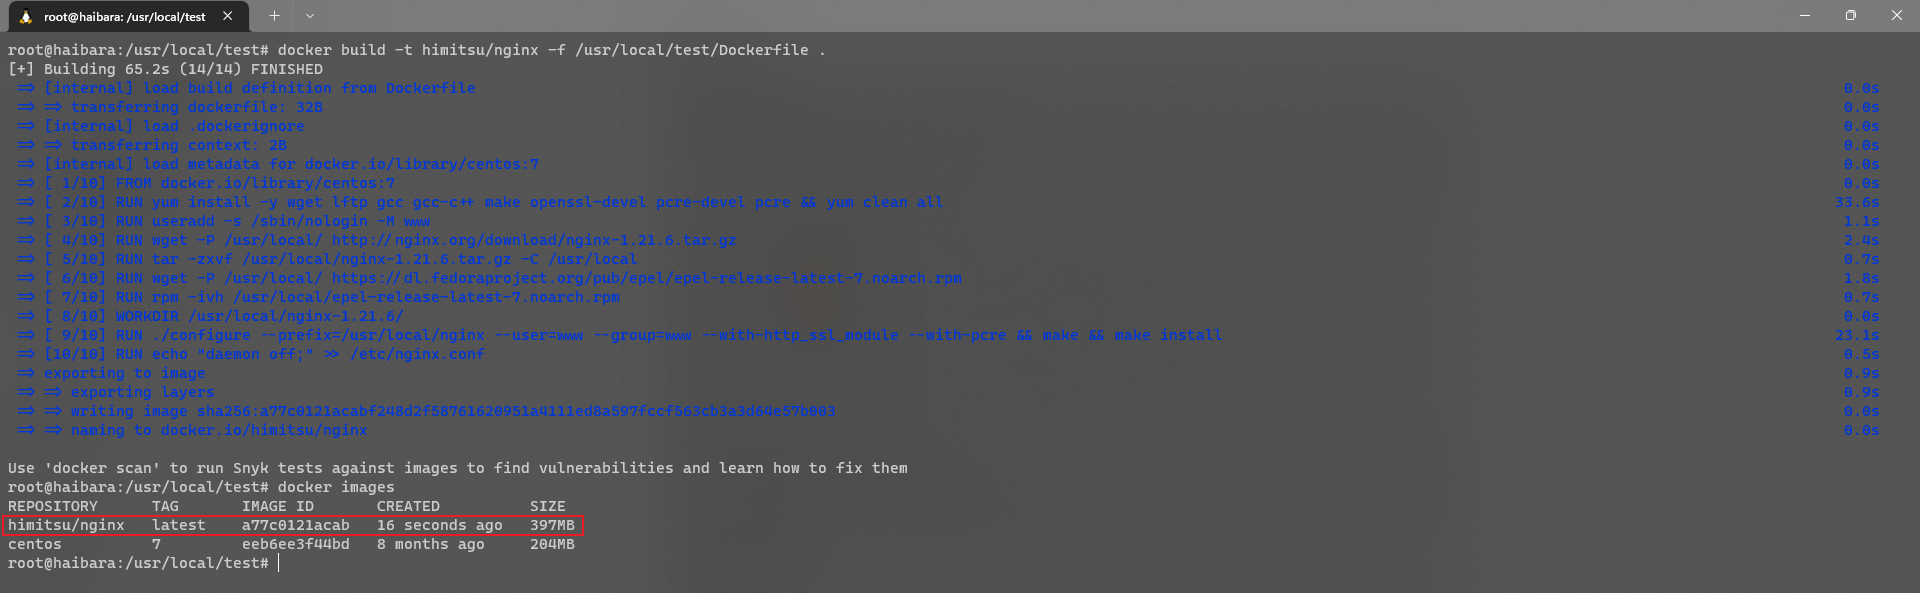 root@haibara: /usr/local/test
root@haibara:/usr/local/test# docker build -t himitsu/nginx -f /usr/local/test/Dockerfile .
[+] Building 65.2s (14/14) FINISHED
=> [internal] load build definition from Dockerfile 0.0s
=> => transferring dockerfile: 32B 0.0s
=> [internal] load .dockerignore 0.0s
=> => transferring context: 2B 0.0s
=> [internal] load metadata for docker.io/library/centos:7 0.0s
=> [ 1/10] FROM docker.io/library/centos:7 0.0s
=> [ 2/10] RUN yum install -y wget lftp gcc gcc-c++ make openssl-devel pcre-devel pcre && yum clean all 33.6s
=> [ 3/10] RUN useradd -s /sbin/nologin -M www 1.1s
=> [ 4/10] RUN wget -P /usr/local/ http://nginx.org/download/nginx-1.21.6.tar.gz 2.4s
=> [ 5/10] RUN tar -zxvf /usr/local/nginx-1.21.6.tar.gz -C /usr/local 0.7s
=> [ 6/10] RUN wget -P /usr/local/ https://dl.fedoraproject.org/pub/epel/epel-release-latest-7.noarch.rpm 1.8s
=> [ 7/10] RUN rpm -ivh /usr/local/epel-release-latest-7.noarch.rpm 0.7s
=> [ 8/10] WORKDIR /usr/local/nginx-1.21.6/ 0.0s
=> [ 9/10] RUN ./configure --prefix=/usr/local/nginx --user=www --group=www --with-http_ssl_module --with-pcre && make && make install 23.1s
=> [10/10] RUN echo "daemon off;" >> /etc/nginx.conf 0.5s
=> exporting to image 0.9s
=> => exporting layers 0.9s
=> => writing image sha256:a77c0121acabf248d2f58761620951a4111ed8a597fccf563cb3a3d64e57b003 0.0s
=> => naming to docker.io/himitsu/nginx 0.0s
Use 'docker scan' to run Snyk tests against images to find vulnerabilities and learn how to fix them
root@haibara:/usr/local/test# docker images
REPOSITORY TAG IMAGE ID CREATED SIZE
himitsu/nginx latest a77c0121acab 16 seconds ago 397MB
centos 7 eeb6ee3f44bd 8 months ago 204MB
root@haibara:/usr/local/test#